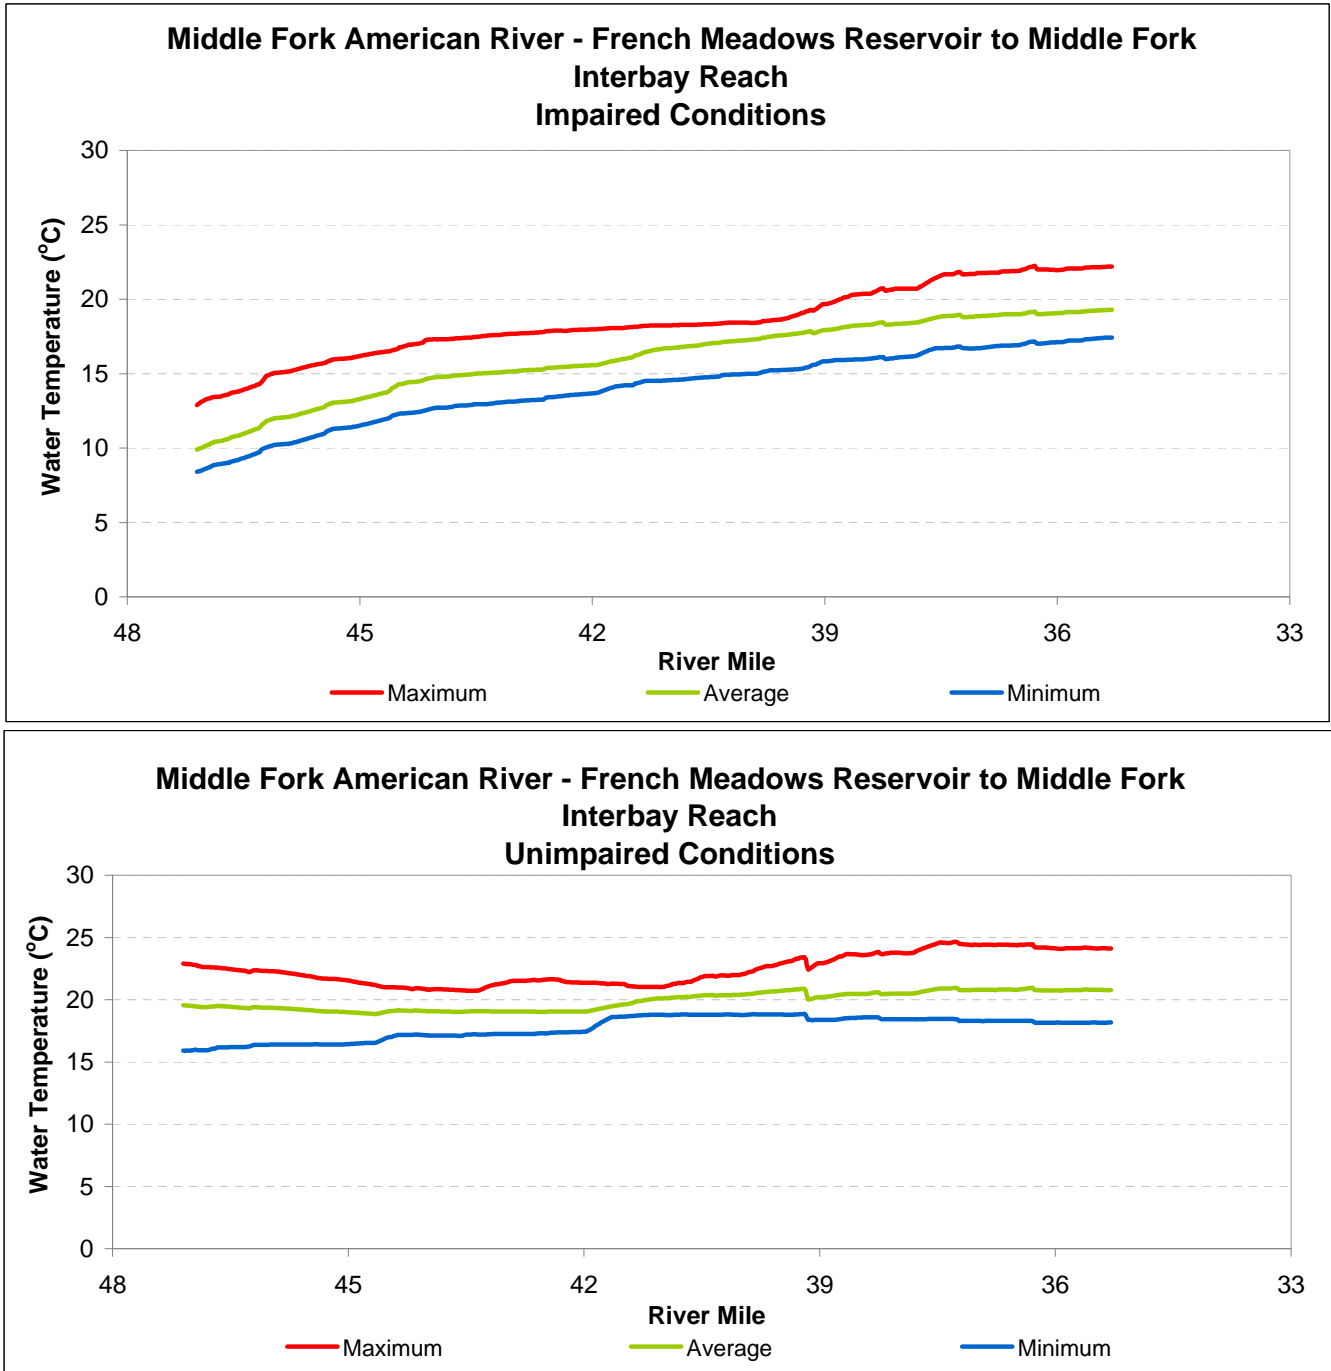 Middle Fork American River - French Meadows Reservoir to Middle Fork
Interbay Reach
Impaired Conditions
30
25
20
15
10
5
0
Water Temperature (°C)
48 45 42 39 36 33
River Mile
Maximum Average Minimum
Middle Fork American River - French Meadows Reservoir to Middle Fork
Interbay Reach
Unimpaired Conditions
30
25
20
15
10
5
0
Water Temperature (°C)
48 45 42 39 36 33
River Mile
Maximum Average Minimum